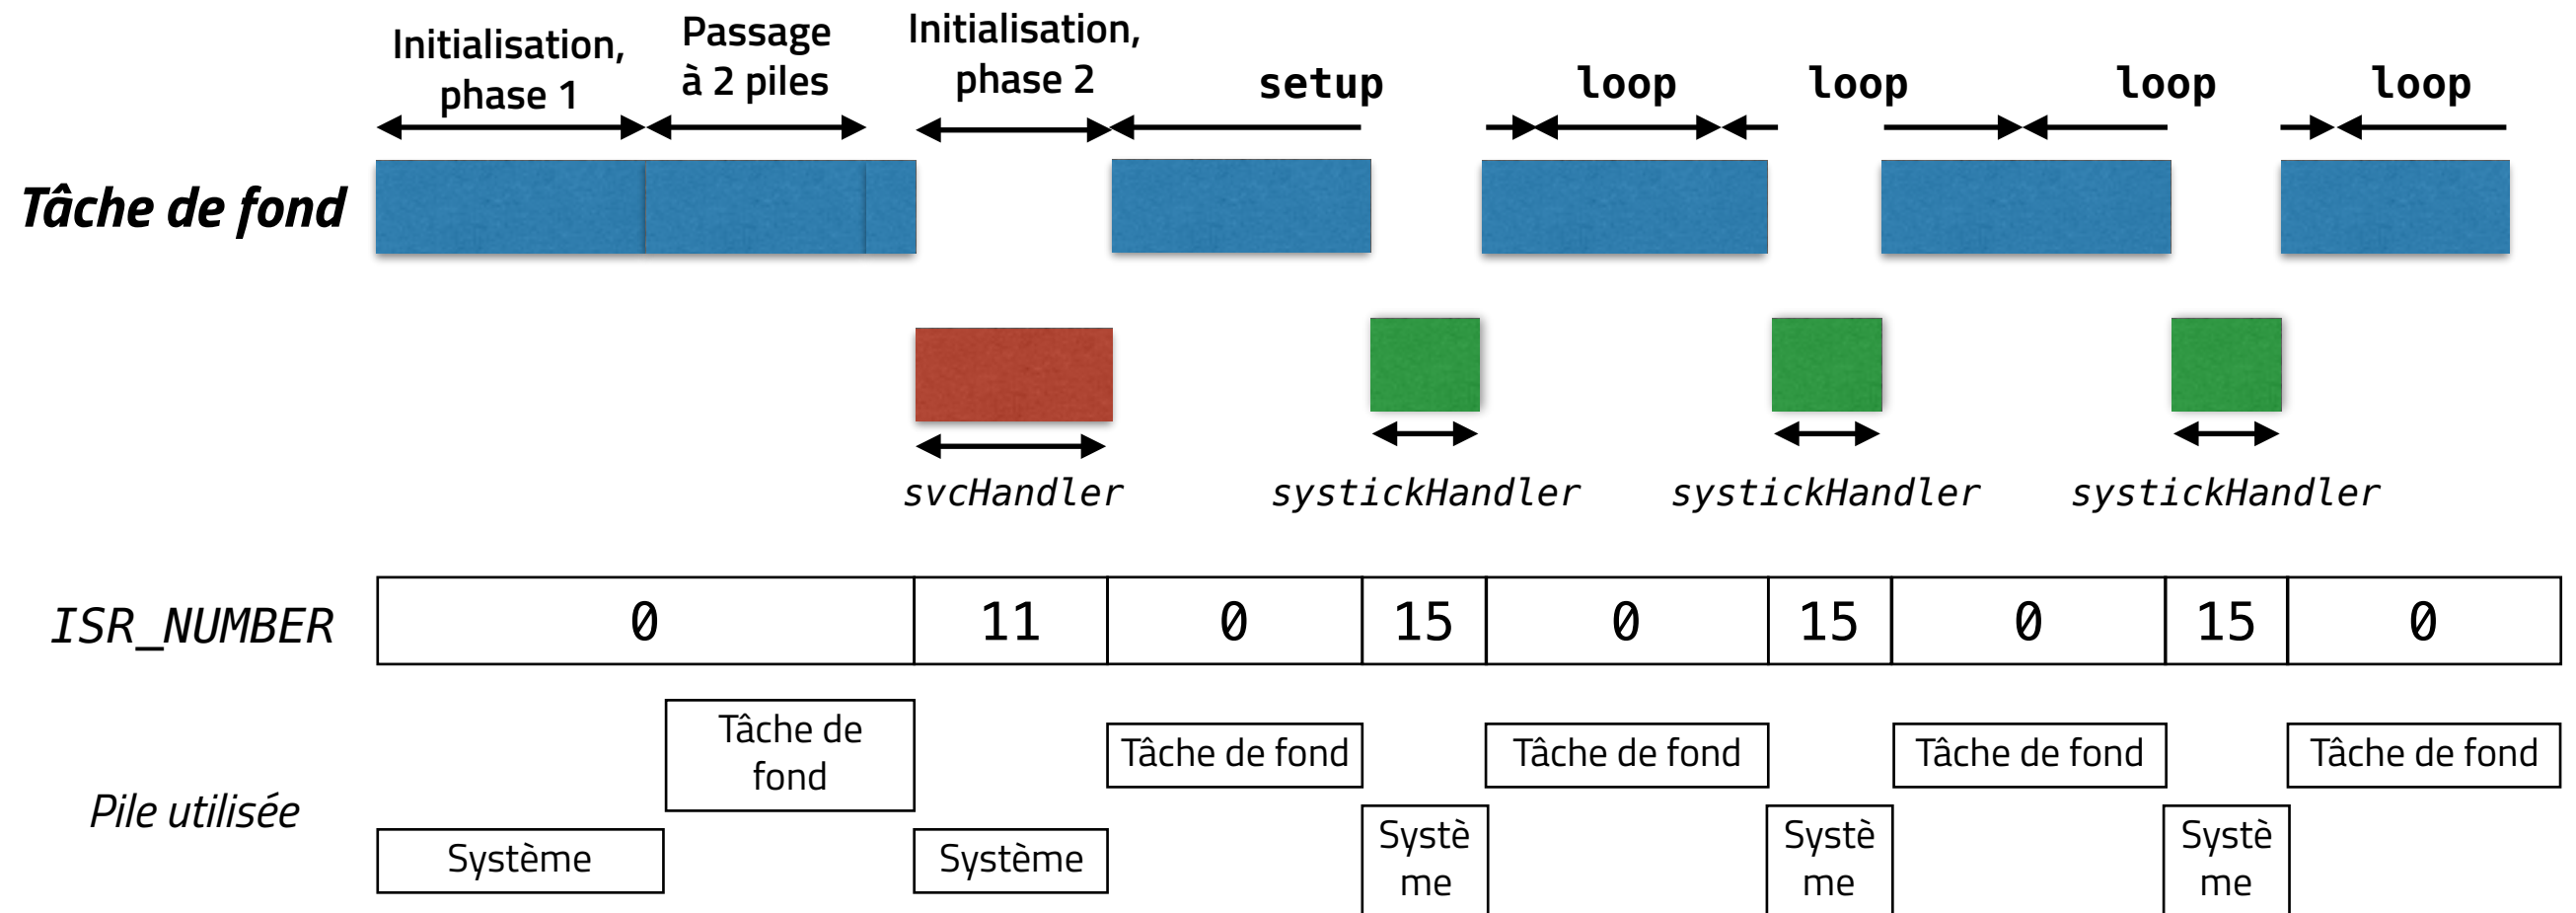 Initialisation,
phase 1
Passage
à 2 piles
Initialisation,
phase 2
setup
loop
loop
loop
loop
Tâche de fond
svcHandler
systickHandler
systickHandler
systickHandler
ISR_NUMBER
0
11
0
15
0
15
0
15
0
Pile utilisée
Système
Tâche de
fond
Système
Tâche de fond
Systè
me
Tâche de fond
Systè
me
Tâche de fond
Systè
me
Tâche de fond